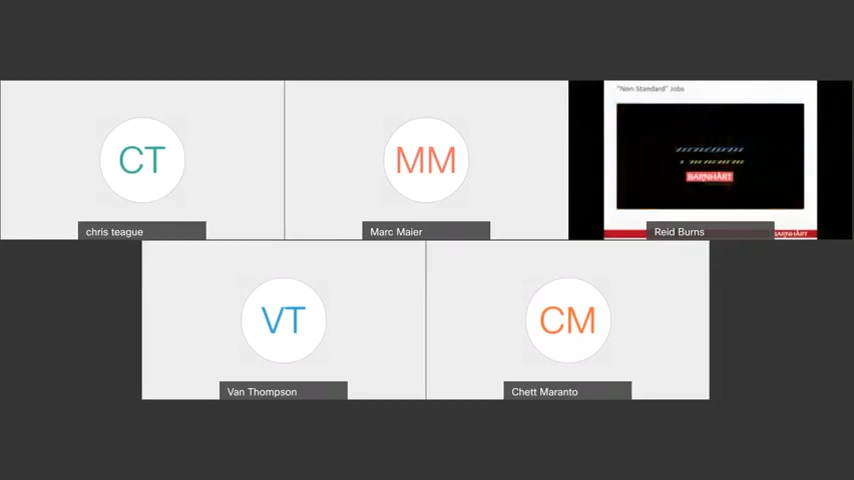 "Non-Standard" Jobs
CT
MM
BARNHART
chris teague
Marc Maier
Reid Burns
BARNHART
VT
CM
Van Thompson
Chett Maranto